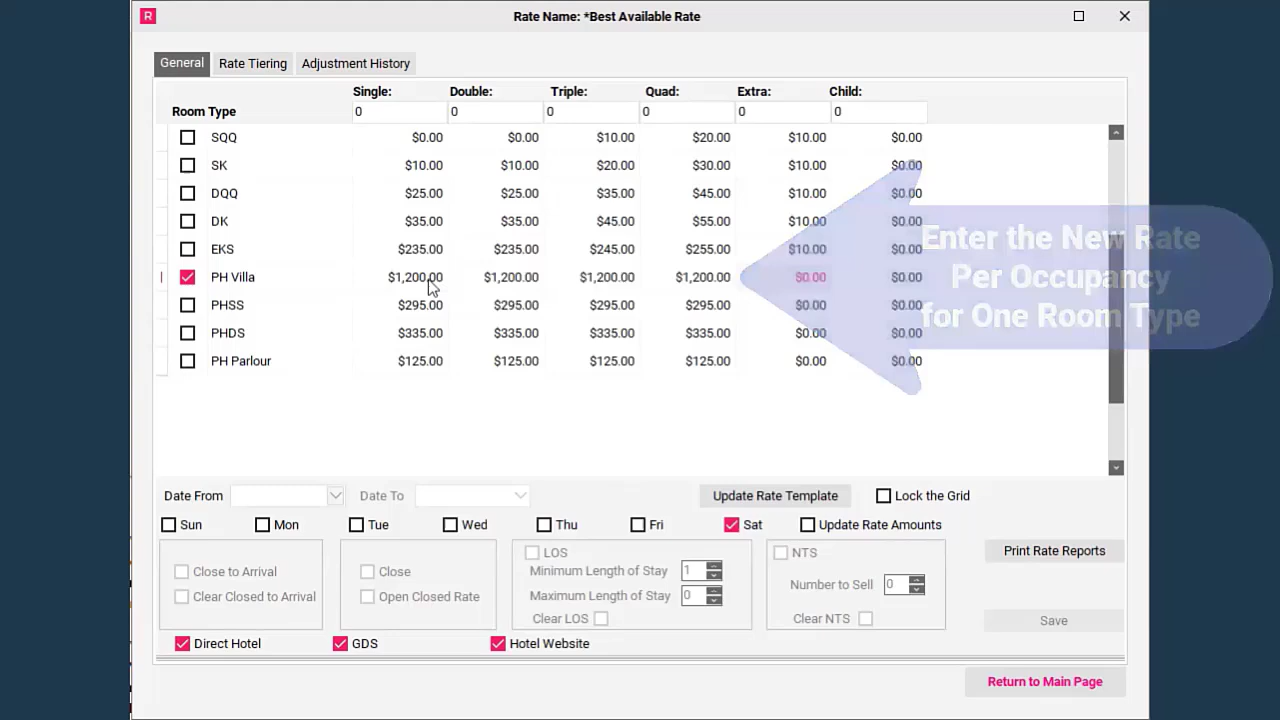 R
Rate Name: *Best Available Rate
General Rate Tiering Adjustment History
Single: Double: Triple: Quad: Extra: Child:
Room Type 0 0 0 0 0 0
SQQ $0.00 $0.00 $10.00 $20.00 $10.00 $0.00
SK $10.00 $10.00 $20.00 $30.00 $10.00 $0.00
DQQ $25.00 $25.00 $35.00 $45.00 $10.00 $0.00
DK $35.00 $35.00 $45.00 $55.00 $10.00 $0.00
EKS $235.00 $235.00 $245.00 $255.00 $10.00 $0.00
PH Villa $1,200.00 $1,200.00 $1,200.00 $1,200.00 $0.00 $0.00
PHSS $295.00 $295.00 $295.00 $295.00 $0.00 $0.00
PHDS $335.00 $335.00 $335.00 $335.00 $0.00 $0.00
PH Parlour $125.00 $125.00 $125.00 $125.00 $0.00 $0.00
Enter the New Rate
Per Occupancy
for One Room Type
Date From Date To Update Rate Template Lock the Grid
Sun Mon Tue Wed Thu Fri Sat Update Rate Amounts
Close to Arrival
Clear Closed to Arrival
Close
Open Closed Rate
LOS
Minimum Length of Stay 1
Maximum Length of Stay 0
Clear LOS
NTS
Number to Sell 0
Clear NTS
Print Rate Reports
Save
Direct Hotel GDS Hotel Website
Return to Main Page